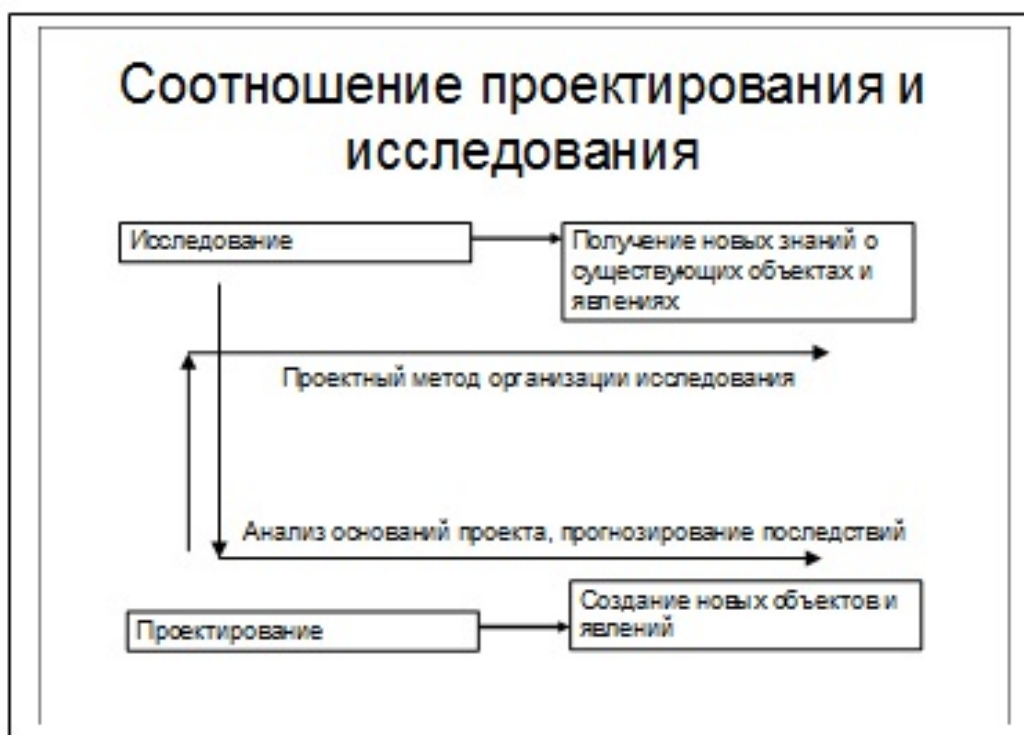 Соотношение проектирования и
исследования
Исследование
Получение новых знаний о
существующих объектах и
явлениях
Проектный метод организации исследования
Анализ оснований проекта, прогнозирование последствий
Проектирование
Создание новых объектов и
явлений